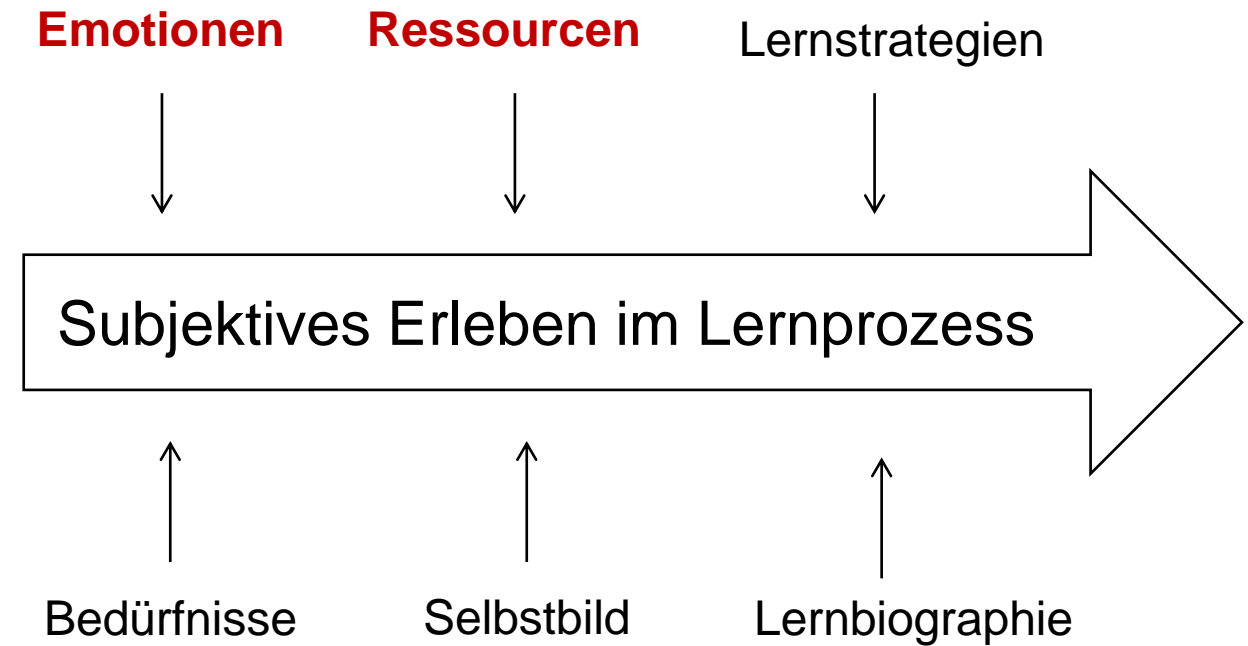 Emotionen Ressourcen Lernstrategien
Subjektives Erleben im Lernprozess
Bedürfnisse Selbstbild Lernbiographie